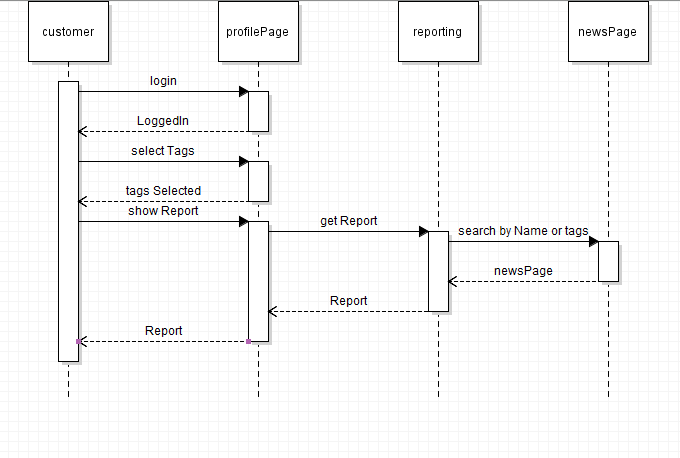 customer
profilePage
reporting
newsPage
login
LoggedIn
select Tags
tags Selected
show Report
get Report
search by Name or tags
newsPage
Report
Report